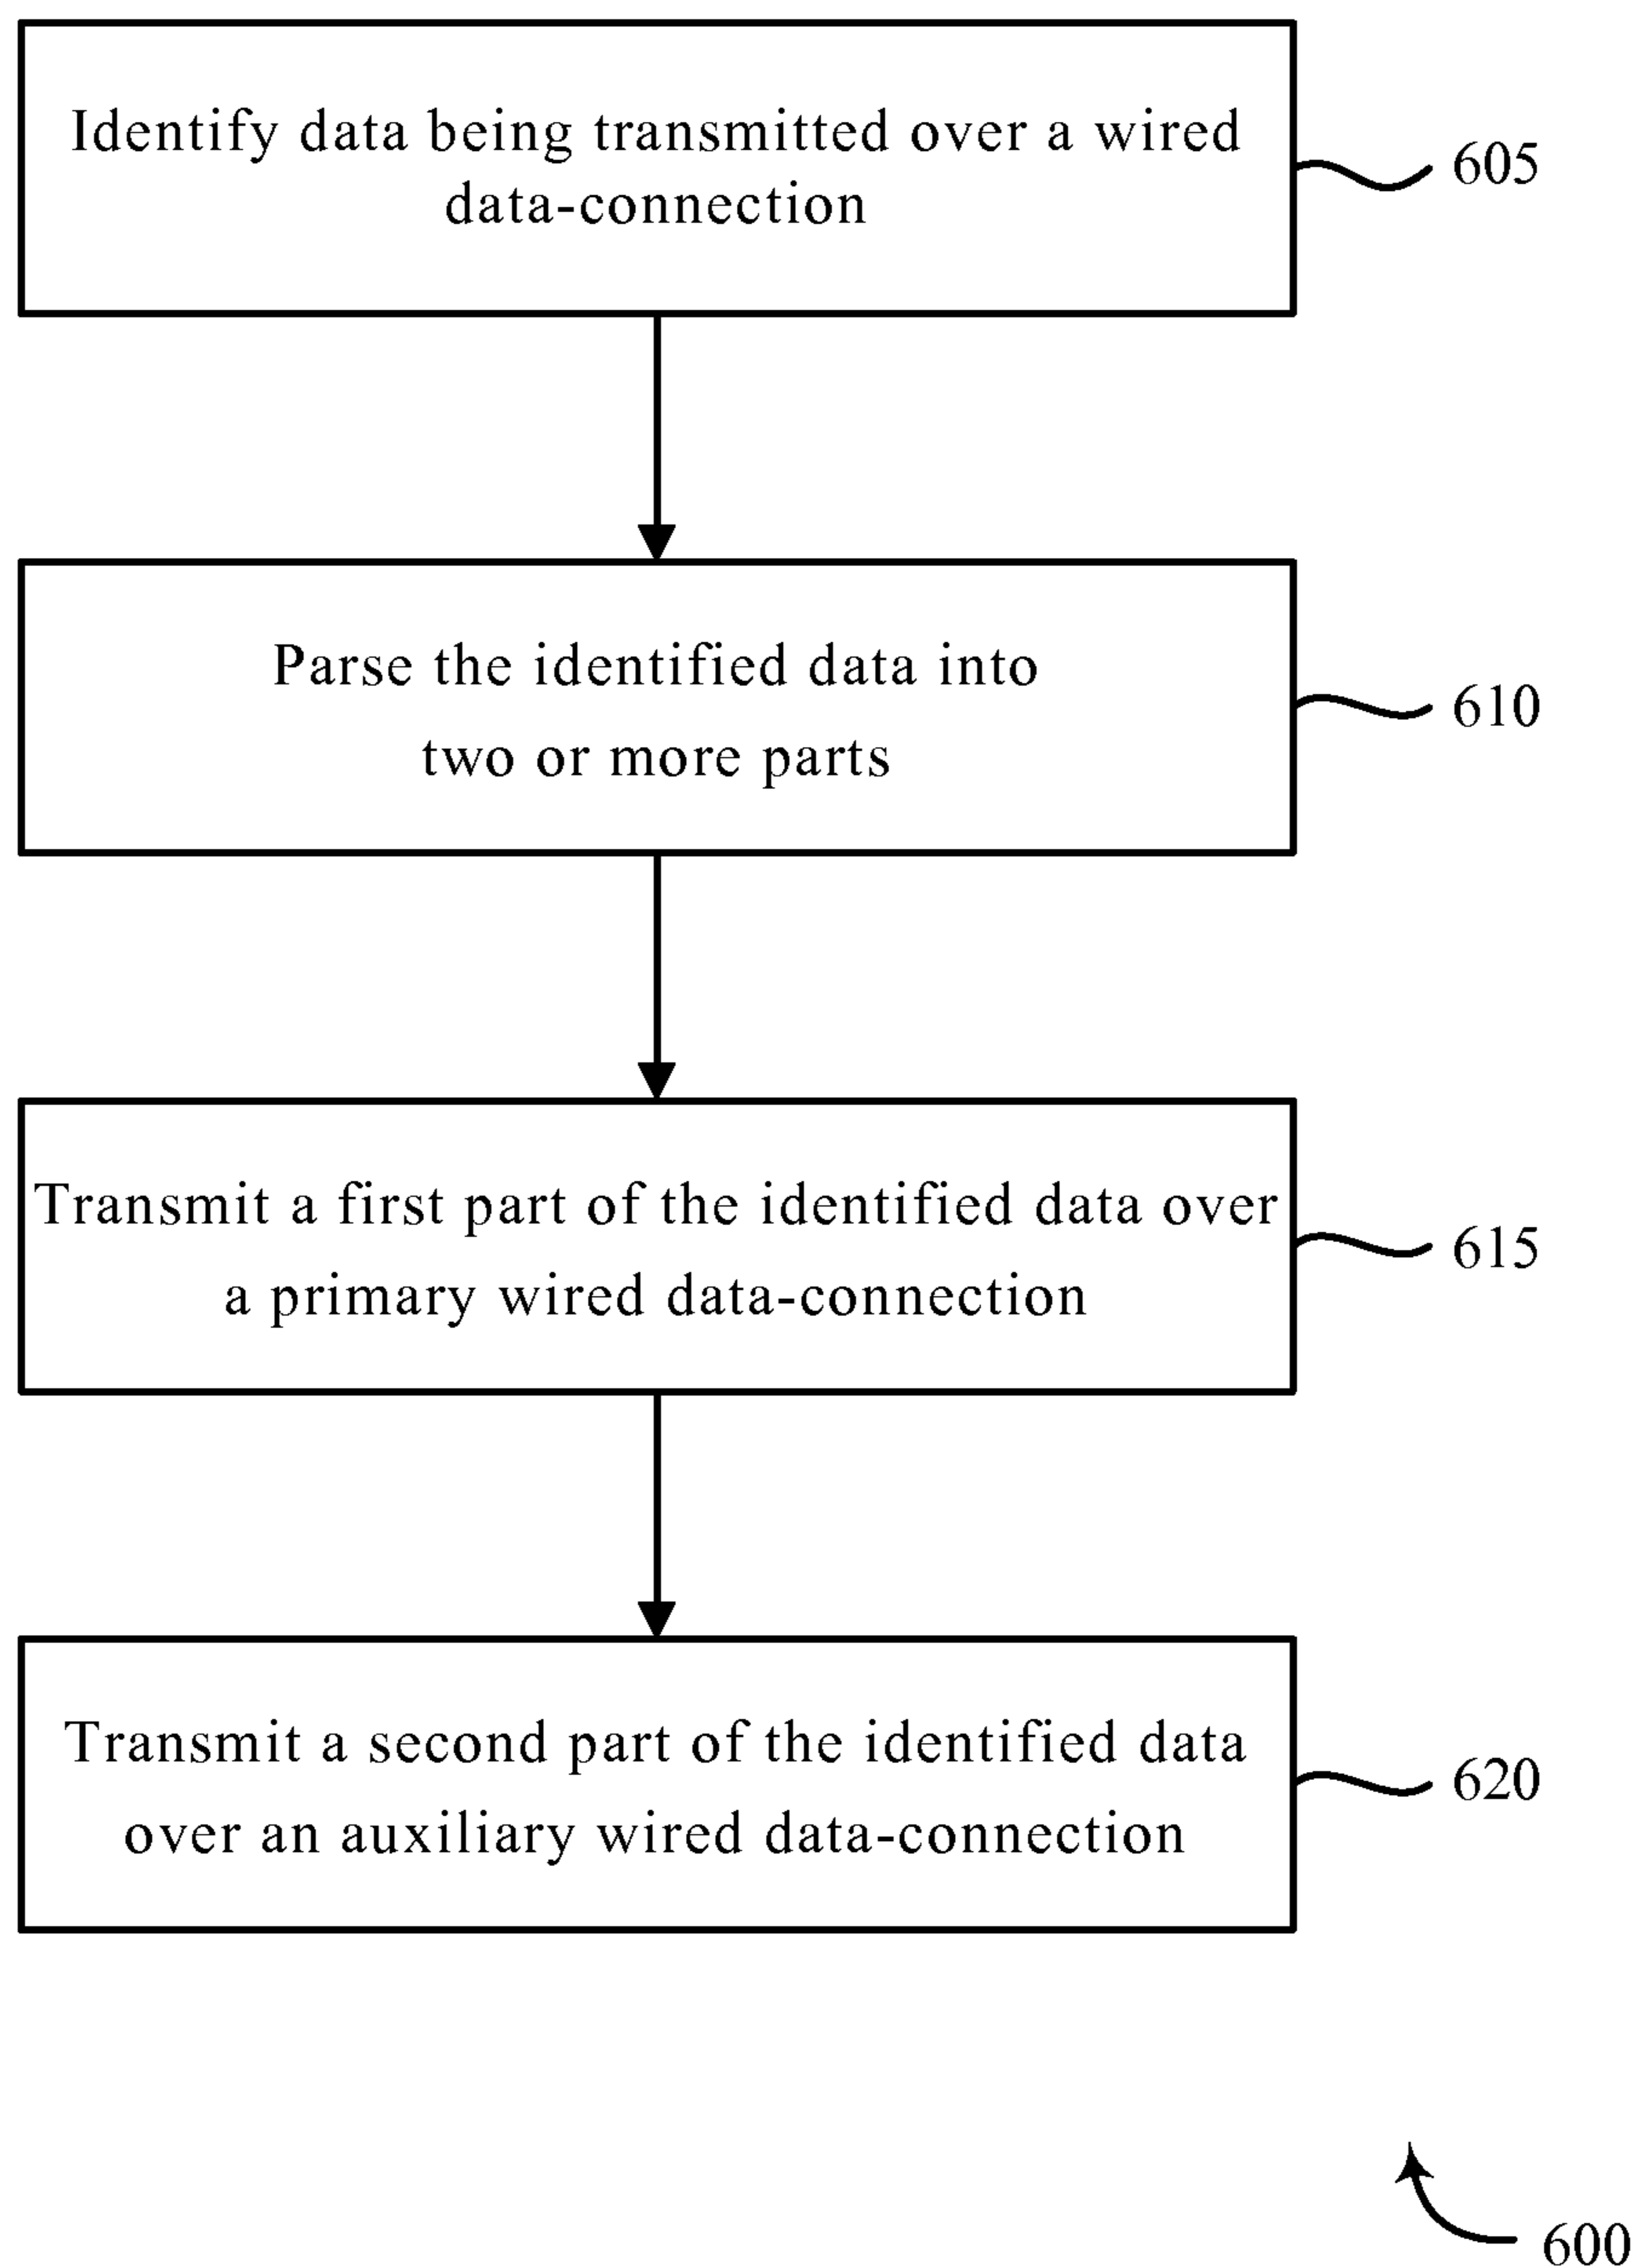 Identify data being transmitted over a wired
data-connection
605
Parse the identified data into
two or more parts
610
Transmit a first part of the identified data over
a primary wired data-connection
615
Transmit a second part of the identified data
over an auxiliary wired data-connection
620
600